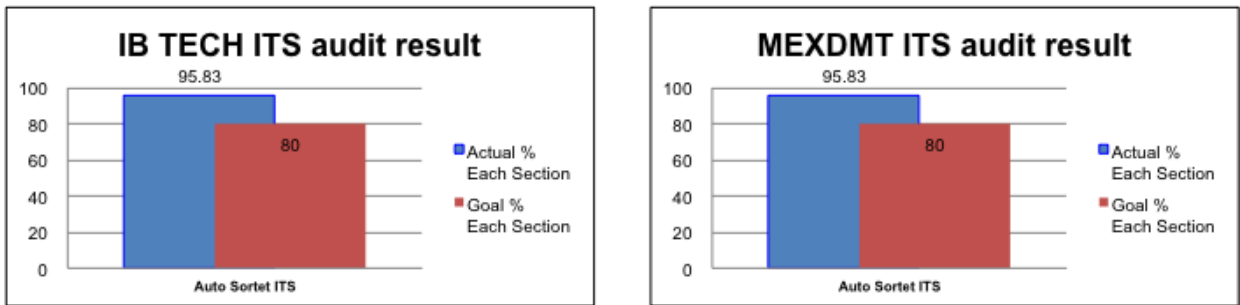 IB TECH ITS audit result
95.83
100
80
60
40
20
0
80
Auto Sortet ITS
Actual %
Each Section
Goal %
Each Section
MEXDMT ITS audit result
95.83
100
80
60
40
20
0
80
Auto Sortet ITS
Actual %
Each Section
Goal %
Each Section